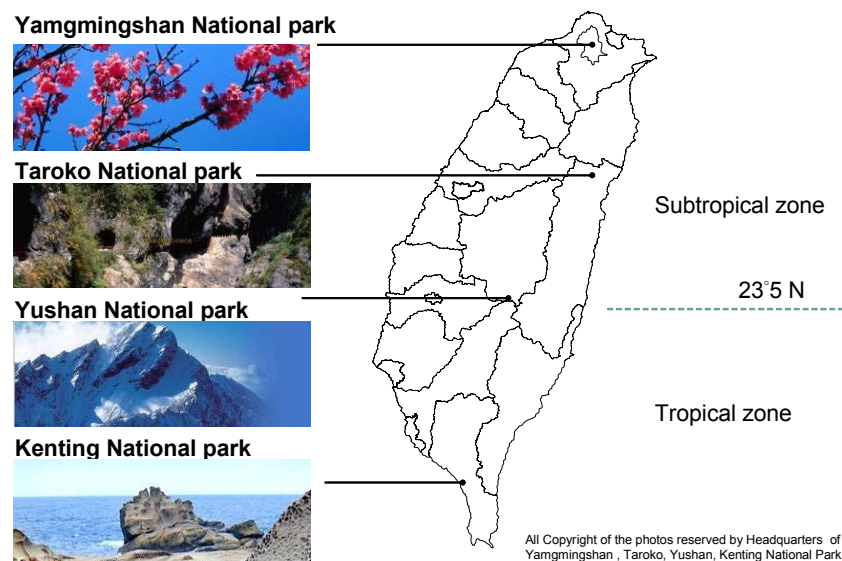 Yamgmingshan National park
Taroko National park
Subtropical zone
23°5 N
Yushan National park
Tropical zone
Kenting National park
All Copyright of the photos reserved by Headquarters of
Yamgmingshan , Taroko, Yushan, Kenting National Park